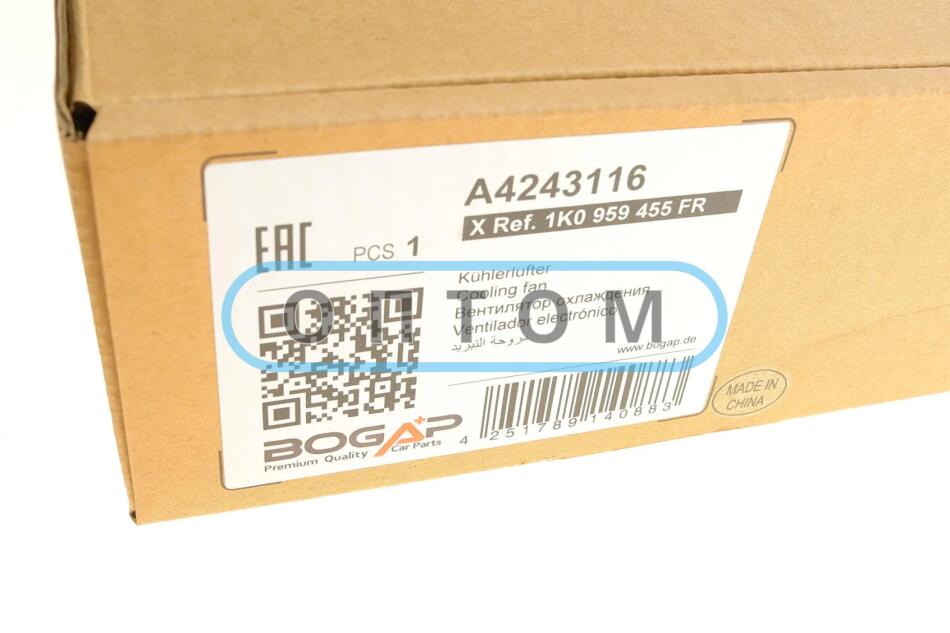 A4243116
X Ref. 1K0 959 455 FR
EAC
PCS 1
Kühlerlüfter
Cooling fan
Вентилятор охлаждения
Ventilador electrónico
مروحة التبريد
www.bogap.de
ОПТОМ
BOGAP
Car Parts
Premium Quality
4 251789 140883
MADE IN
CHINA